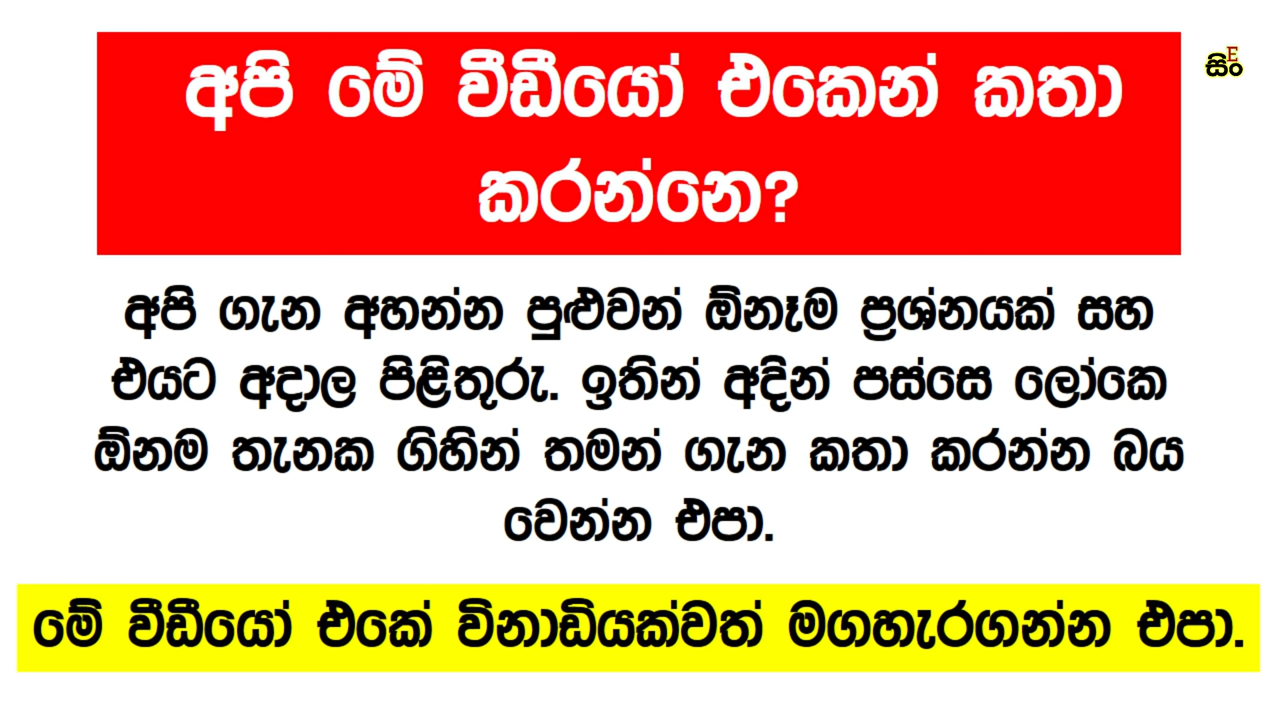 අපි මේ වීඩියෝ එකෙන් කතා
කරන්නෙ?
සිංE
අපි ගැන අහන්න පුළුවන් ඕනෑම ප්‍රශ්නයක් සහ
එයට අදාල පිළිතුරු. ඉතින් අදින් පස්සෙ ලෝකෙ
ඕනම තැනක ගිහින් තමන් ගැන කතා කරන්න බය
වෙන්න එපා.
මේ වීඩියෝ එකේ විනාඩියක්වත් මගහැරගන්න එපා.